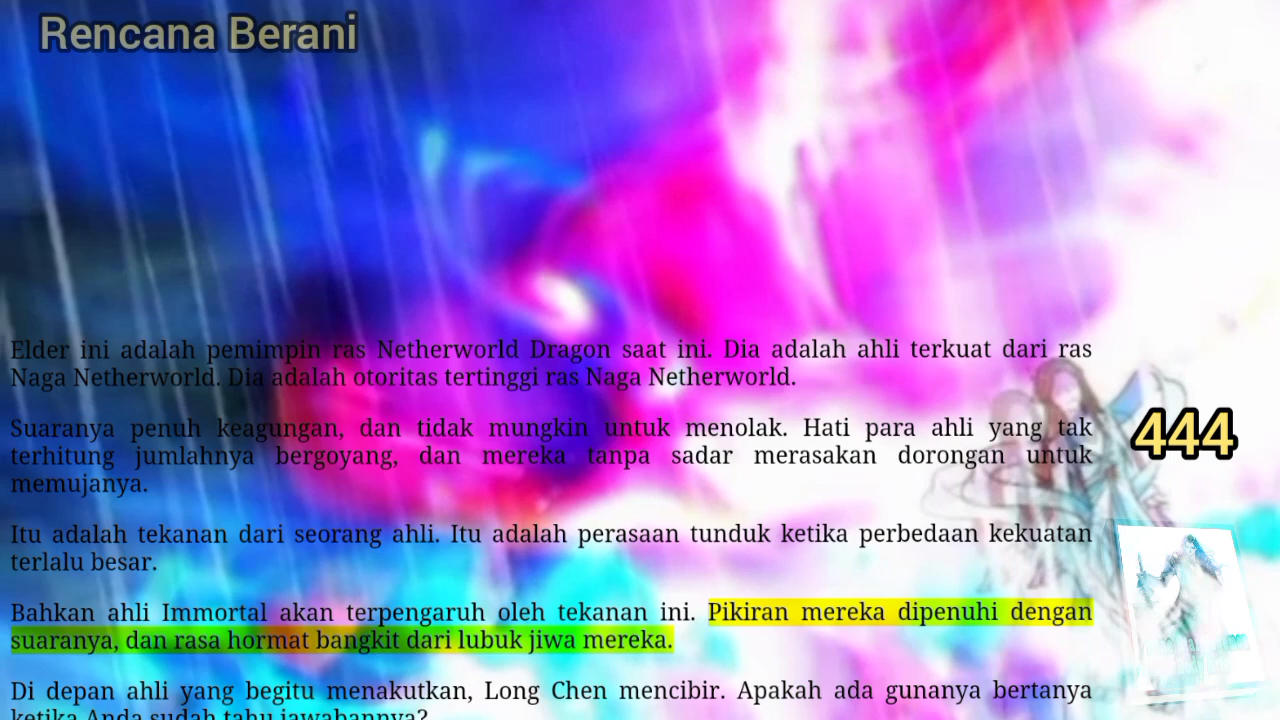 Rencana Berani
Elder ini adalah pemimpin ras Netherworld Dragon saat ini. Dia adalah ahli terkuat dari ras
Naga Netherworld. Dia adalah otoritas tertinggi ras Naga Netherworld.
Suaranya penuh keagungan, dan tidak mungkin untuk menolak. Hati para ahli yang tak
terhitung jumlahnya bergoyang, dan mereka tanpa sadar merasakan dorongan untuk
memujanya.
444
Itu adalah tekanan dari seorang ahli. Itu adalah perasaan tunduk ketika perbedaan kekuatan
terlalu besar.
Bahkan ahli Immortal akan terpengaruh oleh tekanan ini. Pikiran mereka dipenuhi dengan
suaranya, dan rasa hormat bangkit dari lubuk jiwa mereka.
Di depan ahli yang begitu menakutkan, Long Chen mencibir. Apakah ada gunanya bertanya
ketika Anda sudah tahu jawabannya?